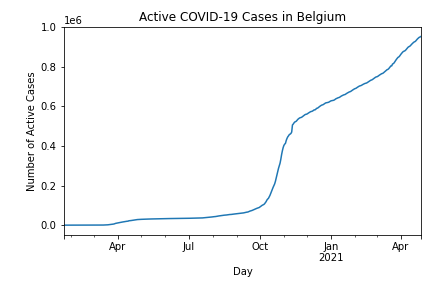 Active COVID-19 Cases in Belgium
1e6
1.0
0.8
0.6
0.4
0.2
0.0
Number of Active Cases
Apr
Jul
Oct
Jan
2021
Apr
Day